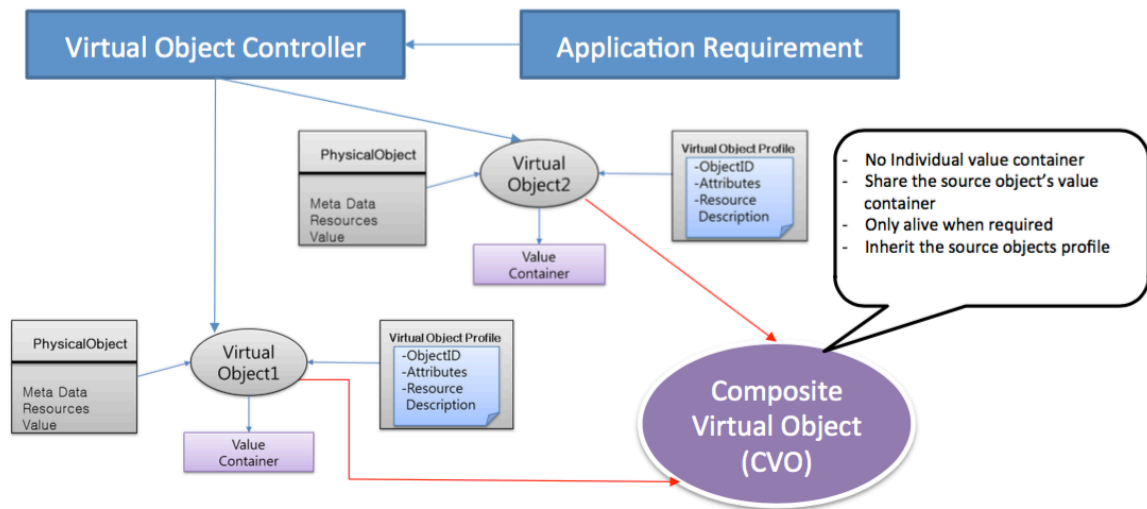 Virtual Object Controller
Application Requirement
PhysicalObject
Meta Data
Resources
Value
Virtual
Object2
Virtual Object Profile
-ObjectID
-Attributes
-Resource
Description
Value
Container
- No Individual value container
- Share the source object's value
container
- Only alive when required
- Inherit the source objects profile
PhysicalObject
Meta Data
Resources
Value
Virtual
Object1
Virtual Object Profile
-ObjectID
-Attributes
-Resource
Description
Value
Container
Composite
Virtual Object
(CVO)